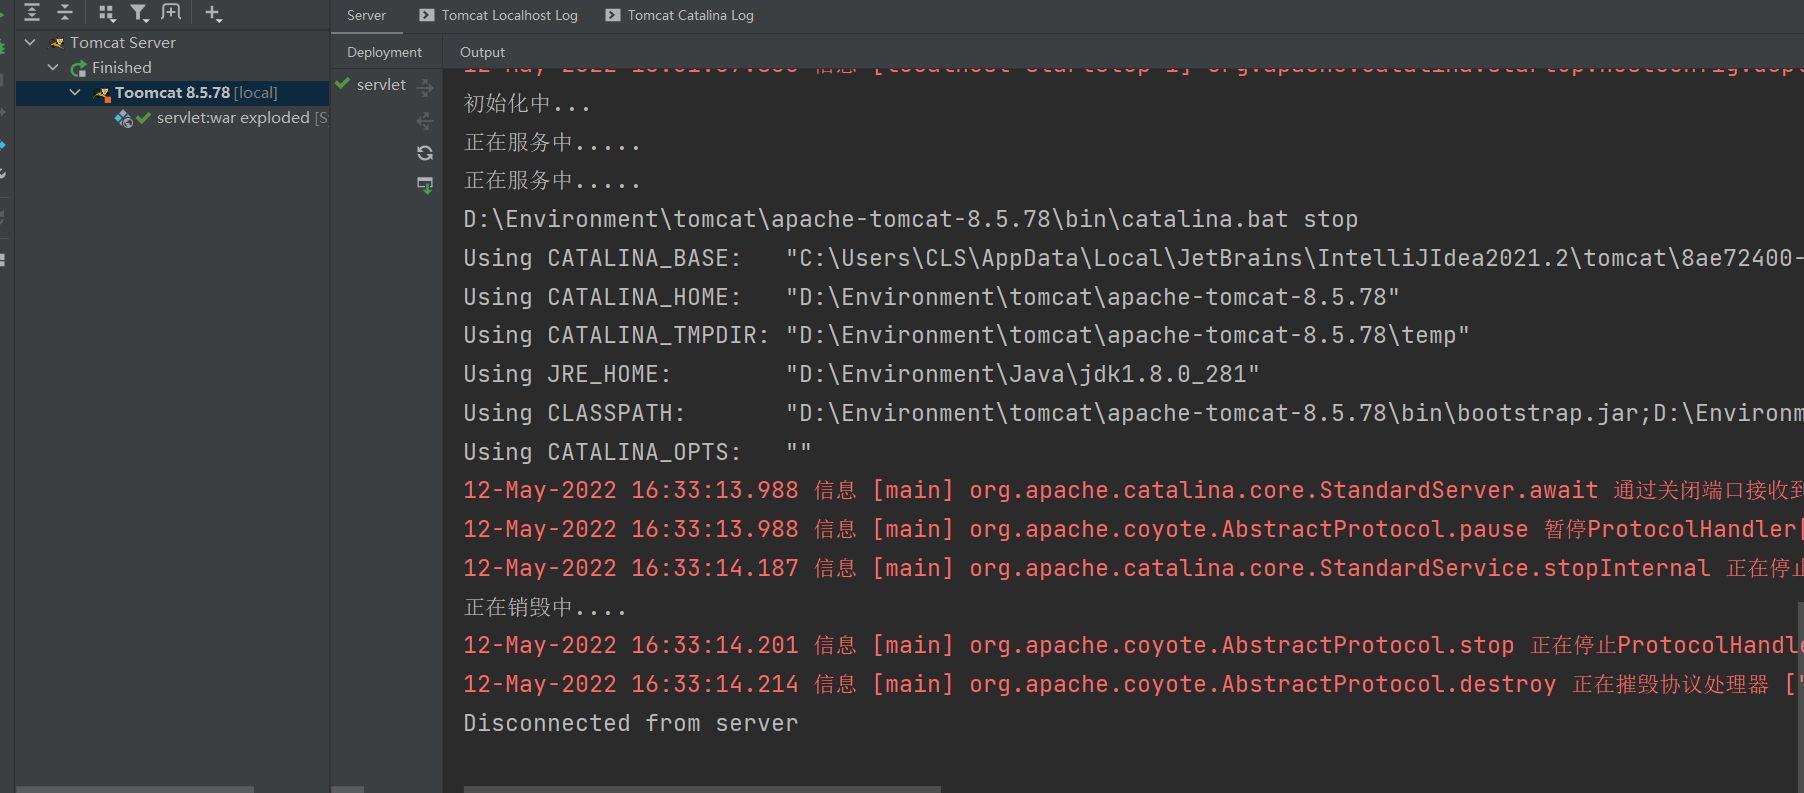 Server
Tomcat Localhost Log
Tomcat Catalina Log
Tomcat Server
Finished
Toomcat 8.5.78 [local]
servlet:war exploded [S
Deployment
Output
servlet
初始化中...
正在服务中.....
正在服务中.....
D:\Environment\tomcat\apache-tomcat-8.5.78\bin\catalina.bat stop
Using CATALINA_BASE:   "C:\Users\CLS\AppData\Local\JetBrains\IntelliJIdea2021.2\tomcat\8ae72400-
Using CATALINA_HOME:   "D:\Environment\tomcat\apache-tomcat-8.5.78"
Using CATALINA_TMPDIR: "D:\Environment\tomcat\apache-tomcat-8.5.78\temp"
Using JRE_HOME:        "D:\Environment\Java\jdk1.8.0_281"
Using CLASSPATH:       "D:\Environment\tomcat\apache-tomcat-8.5.78\bin\bootstrap.jar;D:\Environm
Using CATALINA_OPTS:   ""
12-May-2022 16:33:13.988 信息 [main] org.apache.catalina.core.StandardServer.await 通过关闭端口接收到
12-May-2022 16:33:13.988 信息 [main] org.apache.coyote.AbstractProtocol.pause 暂停ProtocolHandler[
12-May-2022 16:33:14.187 信息 [main] org.apache.catalina.core.StandardService.stopInternal 正在停止
正在销毁中....
12-May-2022 16:33:14.201 信息 [main] org.apache.coyote.AbstractProtocol.stop 正在停止ProtocolHandle
12-May-2022 16:33:14.214 信息 [main] org.apache.coyote.AbstractProtocol.destroy 正在摧毁协议处理器 ["
Disconnected from server